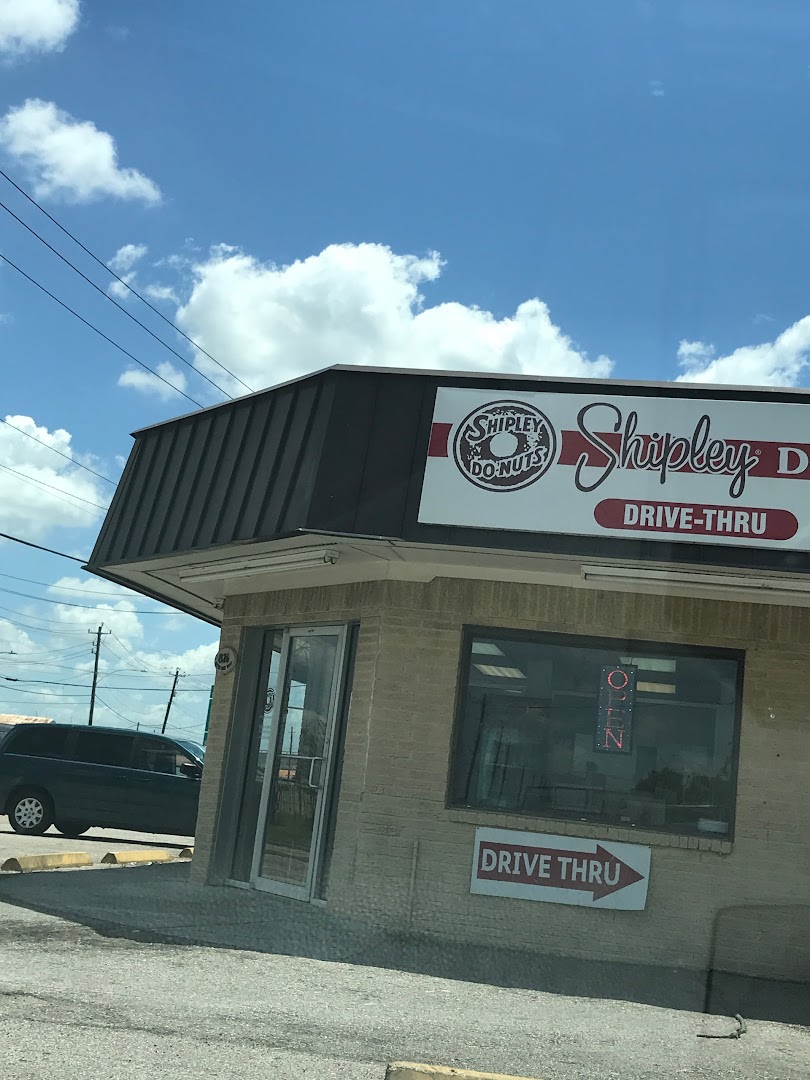 SHIPLEY
DO-NUTS
Shipley® D
DRIVE-THRU
OPEN
DRIVE THRU